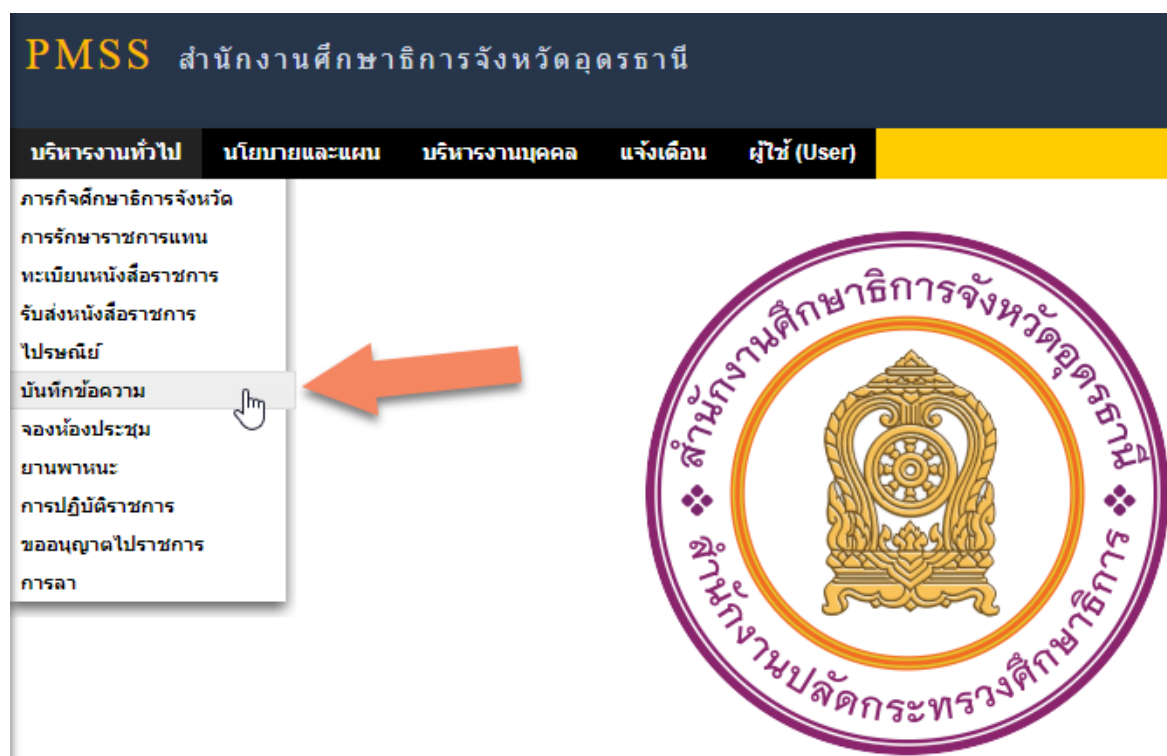 PMSS สำนักงานศึกษาธิการจังหวัดอุดรธานี
บริหารงานทั่วไป นโยบายและแผน บริหารงานบุคคล แจ้งเตือน ผู้ใช้ (User)
ภารกิจศึกษาธิการจังหวัด
การรักษาราชการแทน
ทะเบียนหนังสือราชการ
รับส่งหนังสือราชการ
ไปรษณีย์
บันทึกข้อความ
จองห้องประชุม
ยานพาหนะ
การปฏิบัติราชการ
ขออนุญาตไปราชการ
การลา
สำนักงานศึกษาธิการจังหวัดอุดรธานี
สำนักงานปลัดกระทรวงศึกษาธิการ